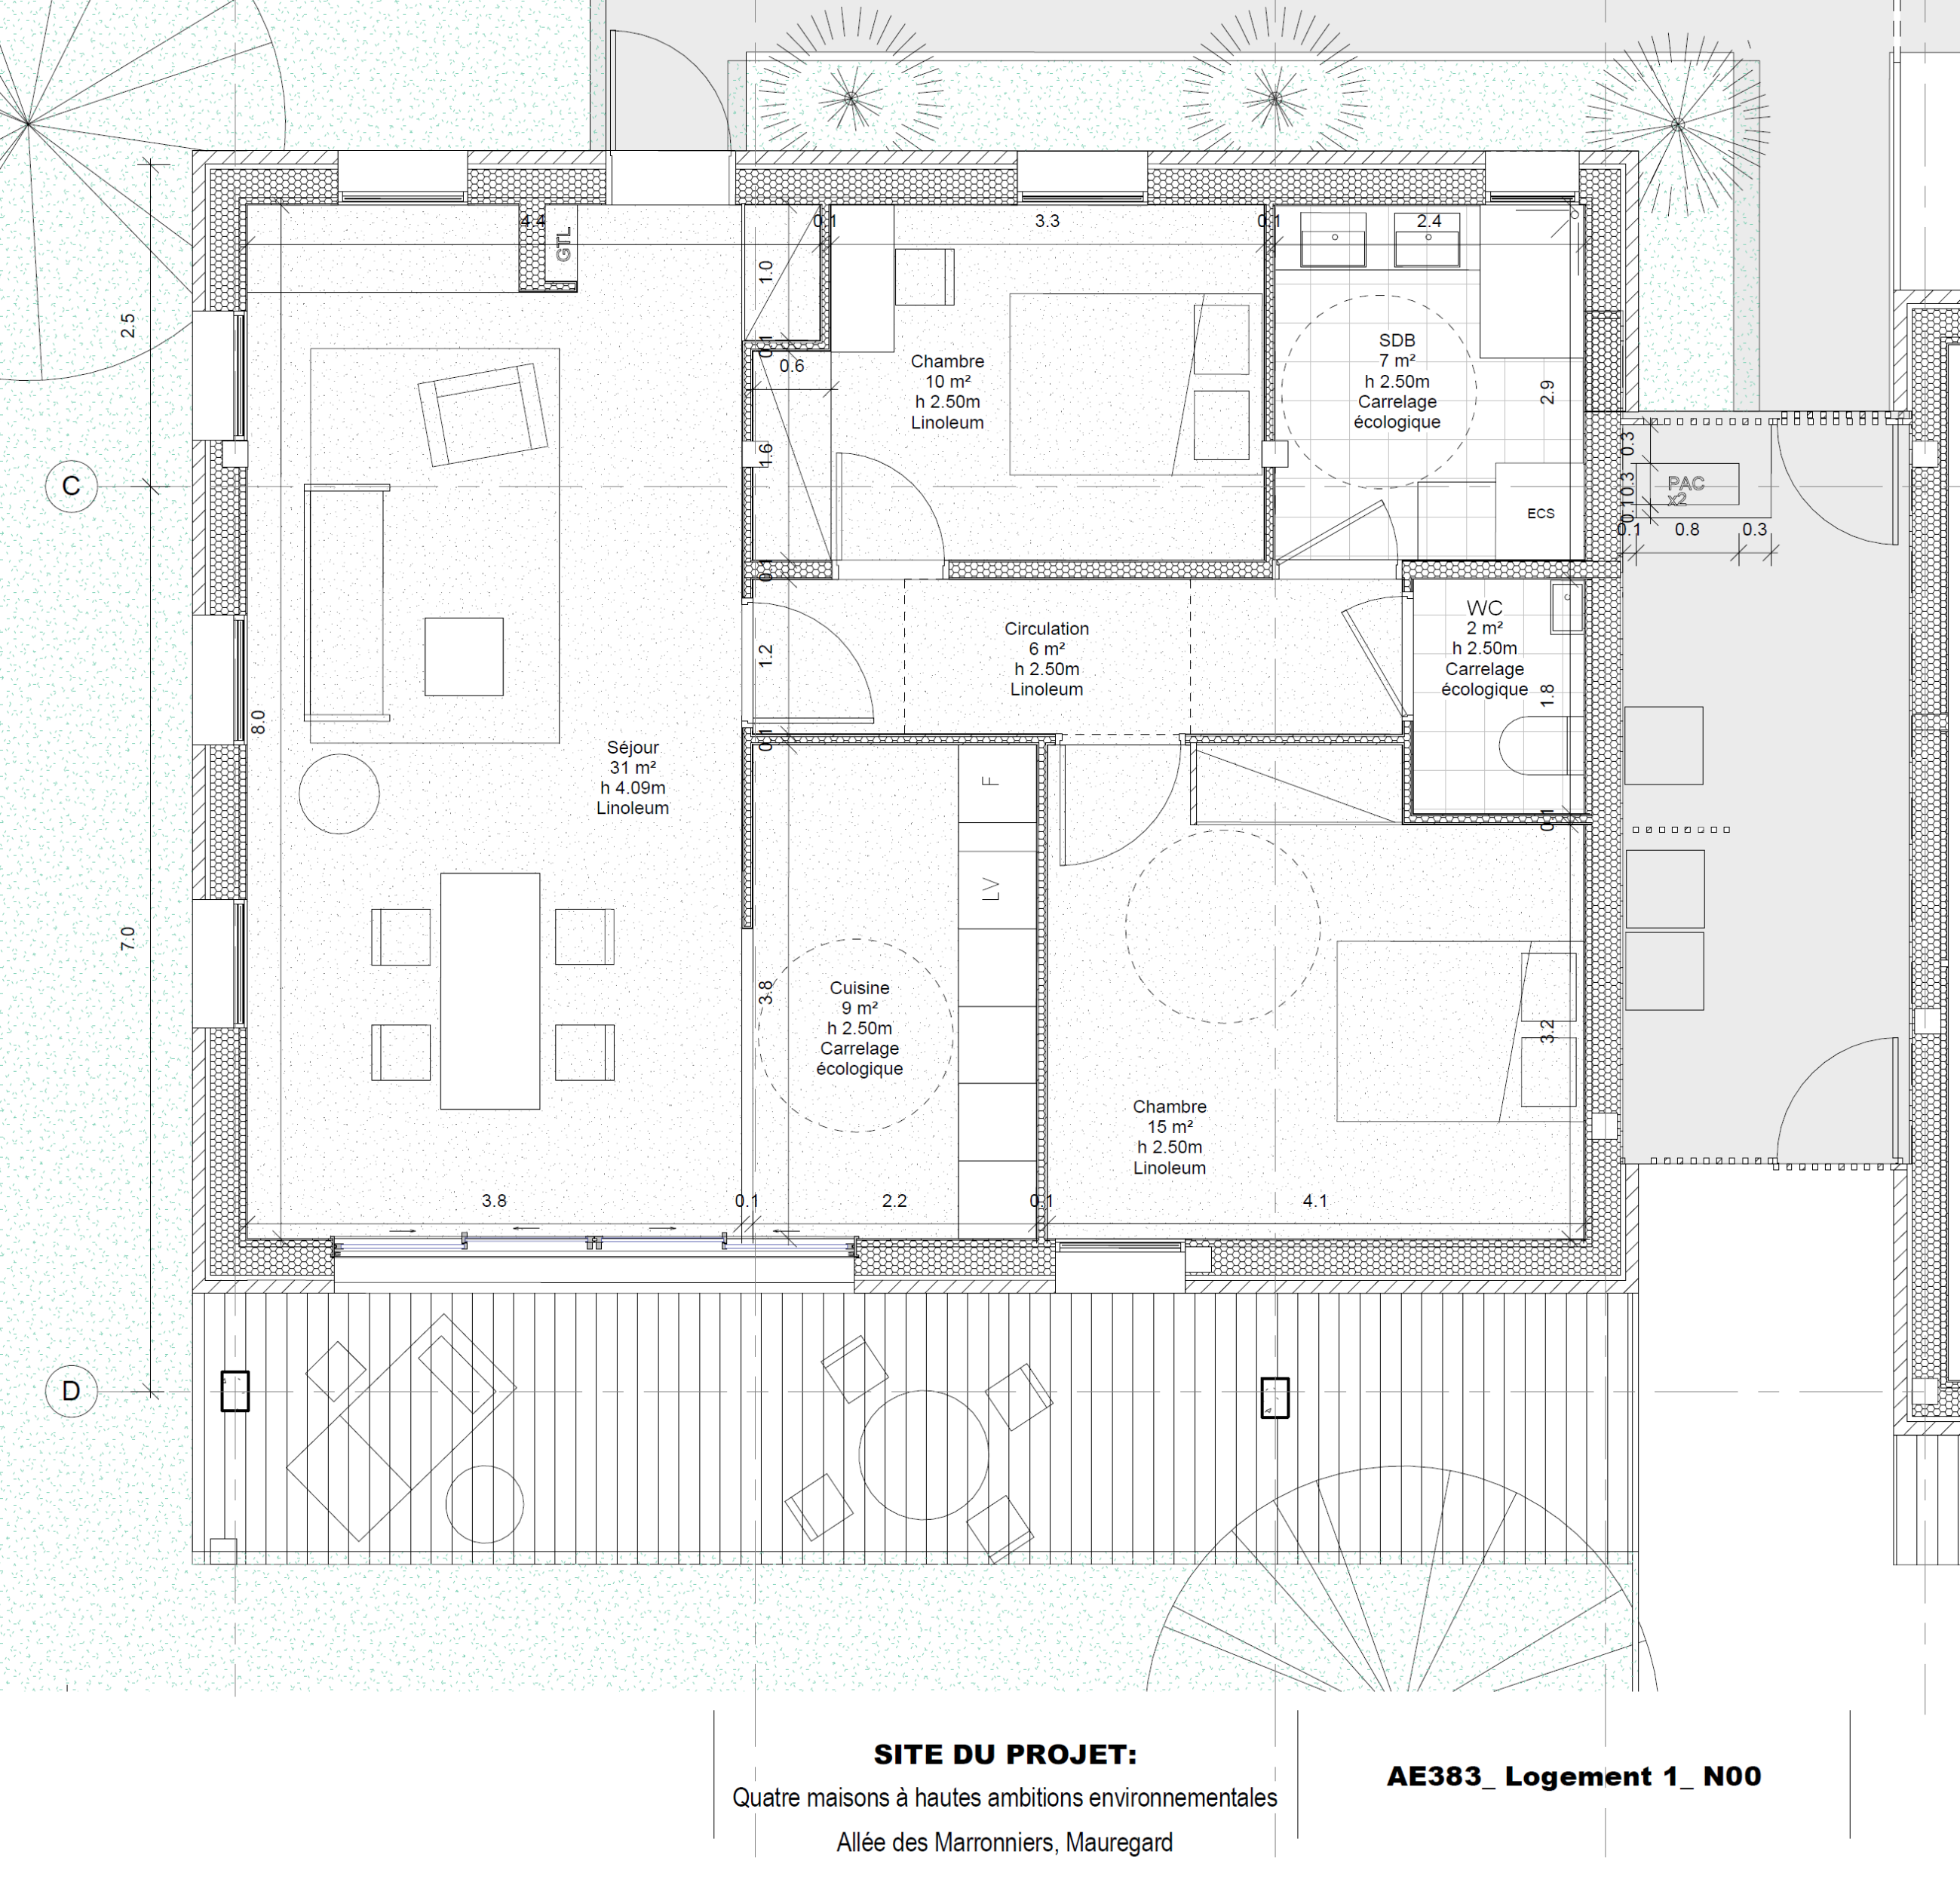 4.4
GTL
0.1
3.3
0.1
2.4
1.0
2.5
0.1
0.6
Chambre
10 m²
h 2.50m
Linoleum
SDB
7 m²
h 2.50m
Carrelage
écologique
2.9
1.6
0.3
C
PAC
x2
0.3
0.1
ECS
0.1
0.8
0.3
0.1
WC
2 m²
h 2.50m
Carrelage
écologique
Circulation
6 m²
h 2.50m
Linoleum
1.2
1.8
8.0
0.1
Séjour
31 m²
h 4.09m
Linoleum
F
0.1
LV
7.0
3.8
Cuisine
9 m²
h 2.50m
Carrelage
écologique
3.2
Chambre
15 m²
h 2.50m
Linoleum
3.8
0.1
2.2
0.1
4.1
D
SITE DU PROJET:
Quatre maisons à hautes ambitions environnementales
Allée des Marronniers, Mauregard
AE383_ Logement 1_ N00